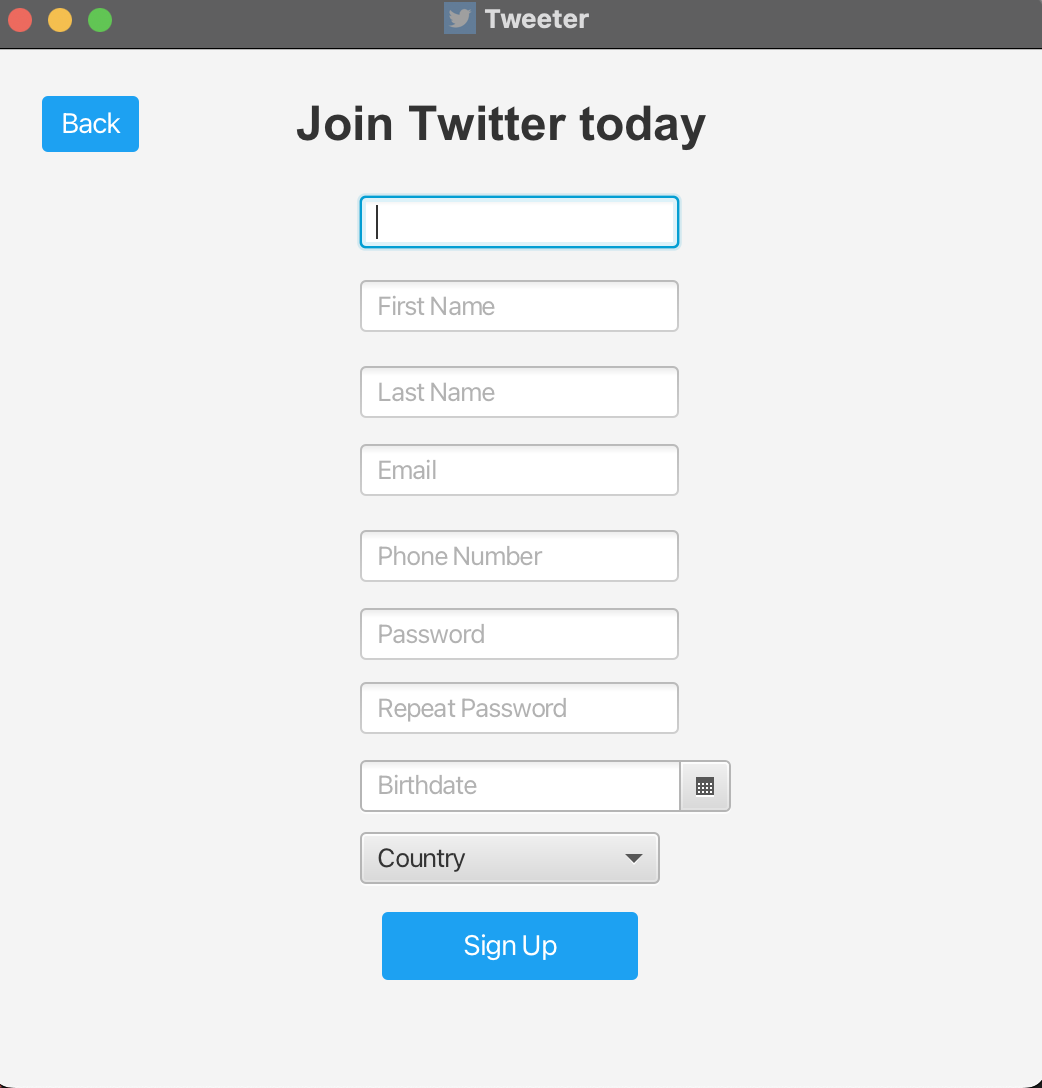 Tweeter
Back
Join Twitter today
First Name
Last Name
Email
Phone Number
Password
Repeat Password
Birthdate
Country
Sign Up